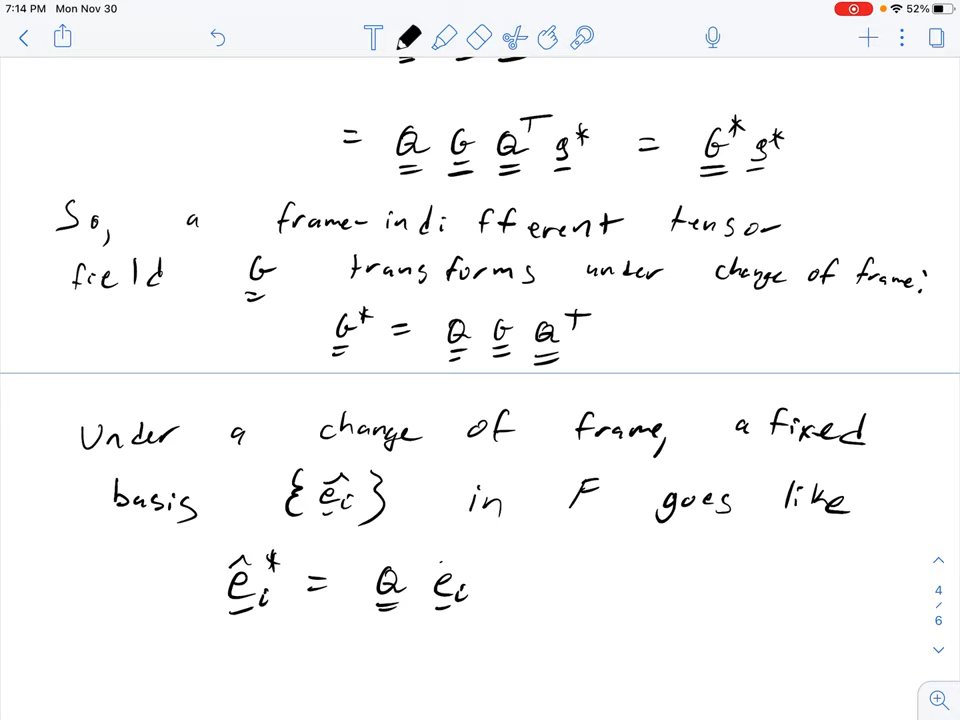 7:14 PM Mon Nov 30
52%
= Q G Q^T g* = G* g*
So, a frame-indifferent tensor
field G transforms under change of frame:
G* = Q G Q^T
Under a change of frame, a fixed
basis {ê_i} in F goes like
ê_i* = Q e_i
4
/
6